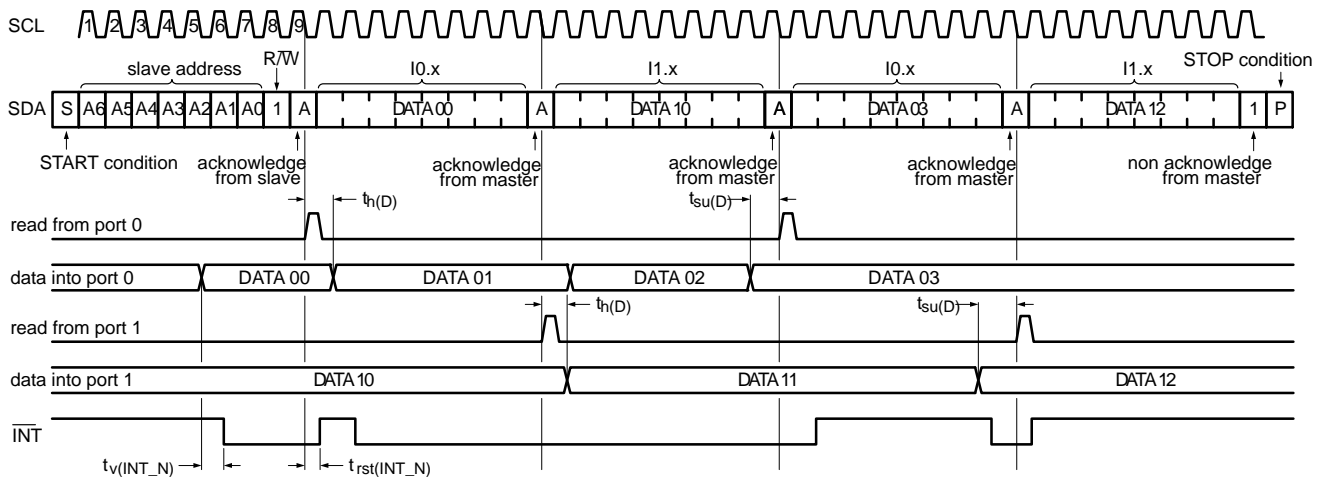 SCL 1 2 3 4 5 6 7 8 9
R/W
slave address I0.x I1.x I0.x I1.x STOP condition
SDA S A6 A5 A4 A3 A2 A1 A0 1 A DATA 00 A DATA 10 A DATA 03 A DATA 12 1 P
START condition acknowledge from slave acknowledge from master acknowledge from master acknowledge from master non acknowledge from master
th(D) tsu(D)
read from port 0
data into port 0 DATA 00 DATA 01 DATA 02 DATA 03
th(D) tsu(D)
read from port 1
data into port 1 DATA 10 DATA 11 DATA 12
INT
tv(INT_N) trst(INT_N)